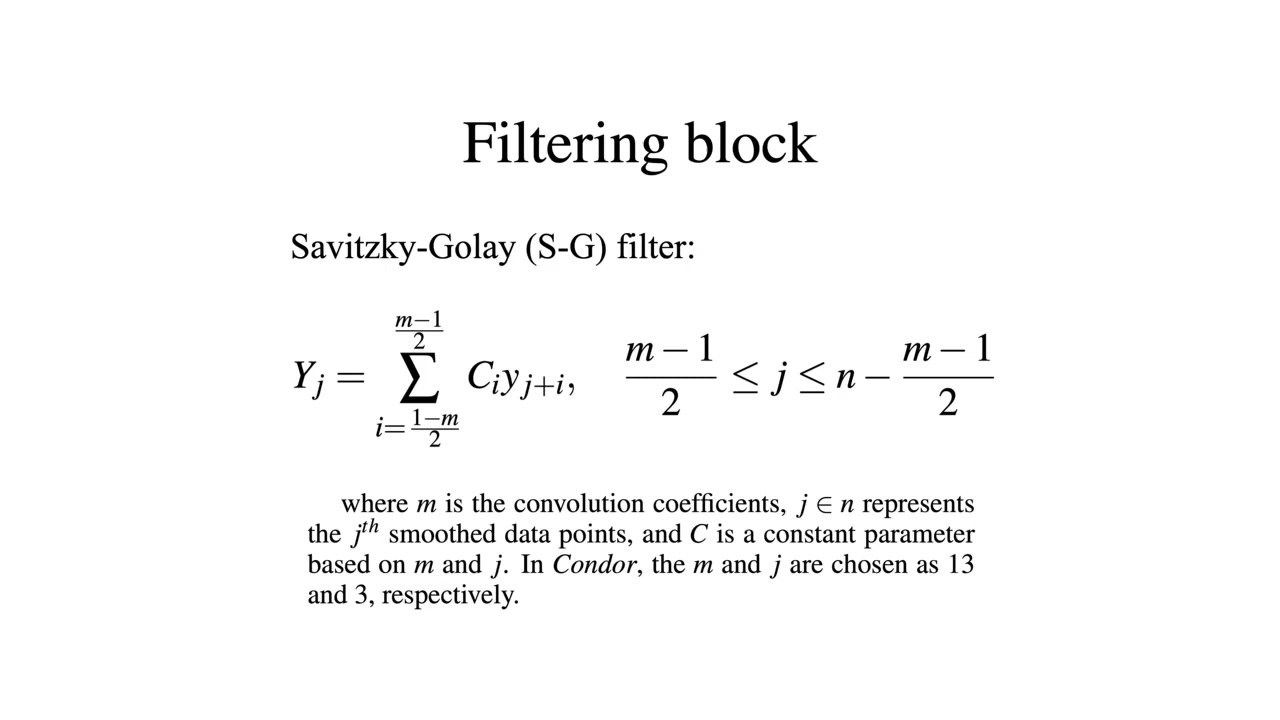 Filtering block
Savitzky-Golay (S-G) filter:
$Y_j = \sum_{i=\frac{1-m}{2}}^{\frac{m-1}{2}} C_i y_{j+i}, \quad \frac{m-1}{2} \leq j \leq n - \frac{m-1}{2}$
where m is the convolution coefficients, j ∈ n represents
the j^{th} smoothed data points, and C is a constant parameter
based on m and j. In Condor, the m and j are chosen as 13
and 3, respectively.